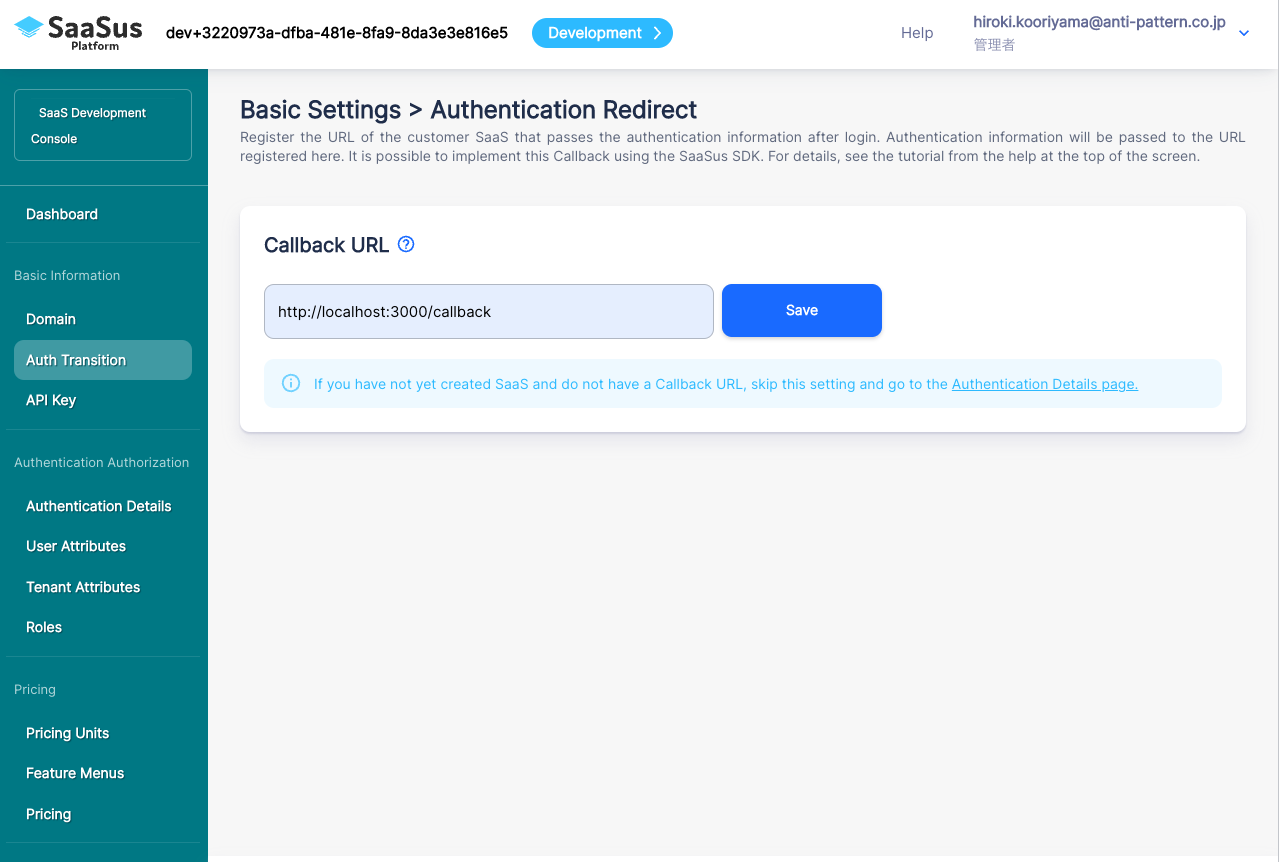 SaaSus
Platform
dev+3220973a-dfba-481e-8fa9-8da3e3e816e5
Development
Help
hiroki.kooriyama@anti-pattern.co.jp
管理者
SaaS Development
Console
Dashboard
Basic Information
Domain
Auth Transition
API Key
Authentication Authorization
Authentication Details
User Attributes
Tenant Attributes
Roles
Pricing
Pricing Units
Feature Menus
Pricing
Basic Settings > Authentication Redirect
Register the URL of the customer SaaS that passes the authentication information after login. Authentication information will be passed to the URL
registered here. It is possible to implement this Callback using the SaaSus SDK. For details, see the tutorial from the help at the top of the screen.
Callback URL
http://localhost:3000/callback
Save
If you have not yet created SaaS and do not have a Callback URL, skip this setting and go to the Authentication Details page.